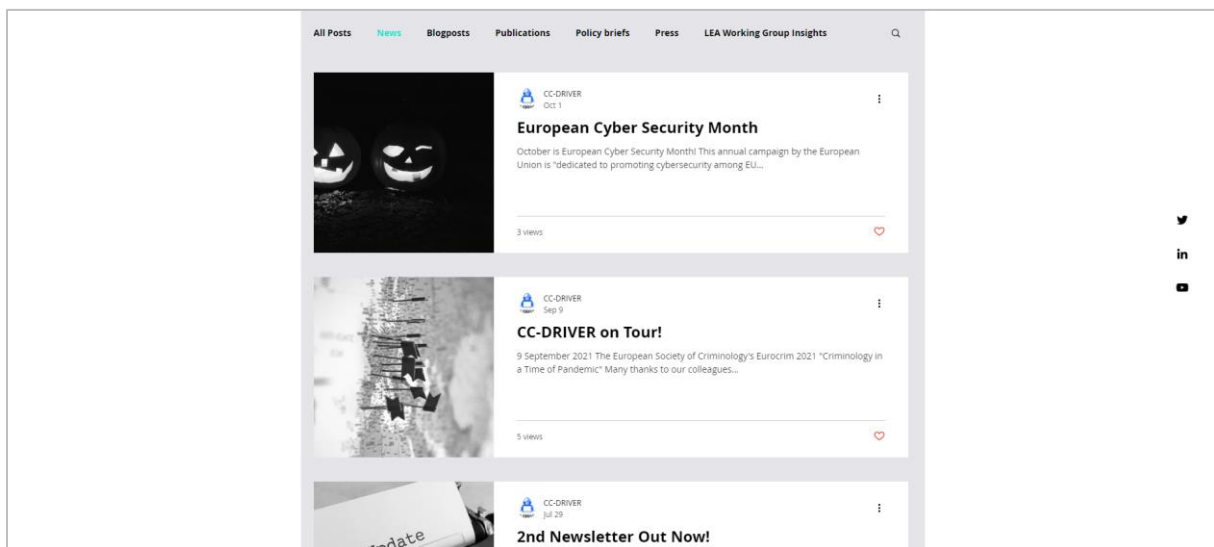 All Posts News Blogposts Publications Policy briefs Press LEA Working Group Insights
CC-DRIVER
Oct 1
European Cyber Security Month
October is European Cyber Security Month! This annual campaign by the European
Union is "dedicated to promoting cybersecurity among EU...
3 views
CC-DRIVER
Sep 9
CC-DRIVER on Tour!
9 September 2021 The European Society of Criminology's Eurocrim 2021 "Criminology in
a Time of Pandemic" Many thanks to our colleagues...
5 views
CC-DRIVER
Jul 29
2nd Newsletter Out Now!
in